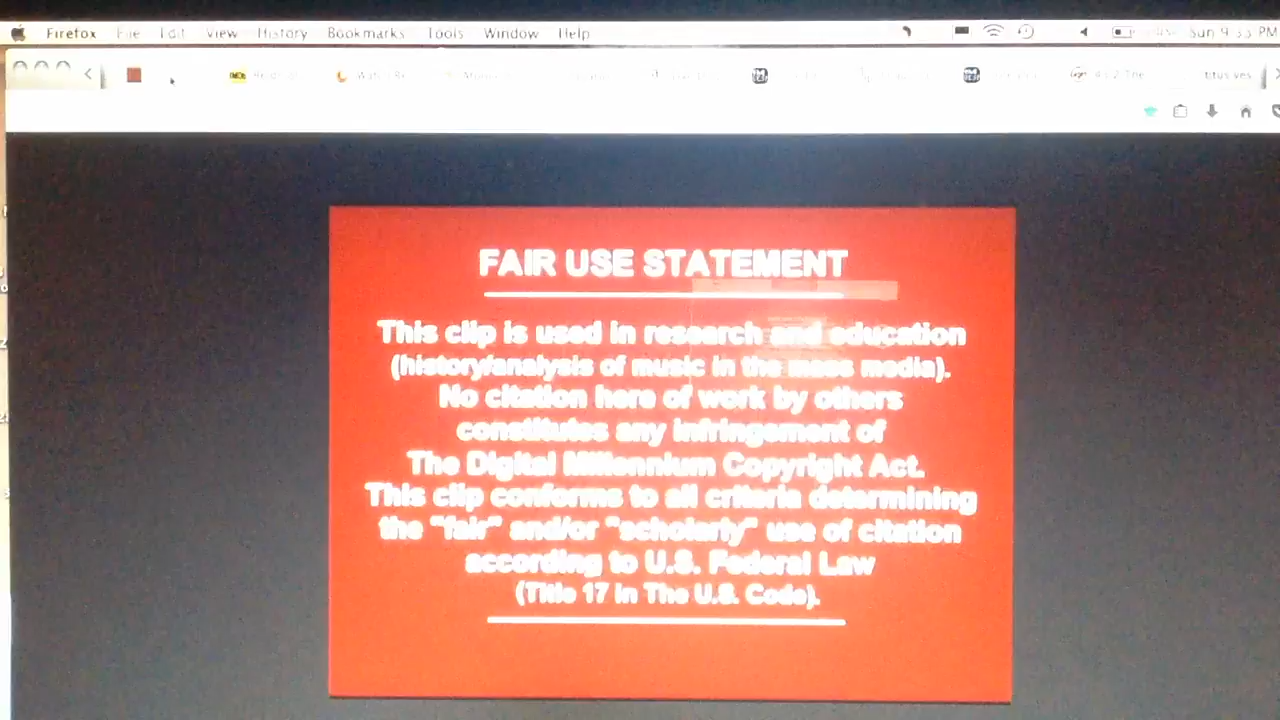 Firefox File Edit View History Bookmarks Tools Window Help Sun 9:33 PM
titus ves
FAIR USE STATEMENT
This clip is used in research and education
(history/analysis of music in the mass media).
No citation here of work by others
constitutes any infringement of
The Digital Millennium Copyright Act.
This clip conforms to all criteria determining
the "fair" and/or "scholarly" use of citation
according to U.S. Federal Law
(Title 17 in The U.S. Code).